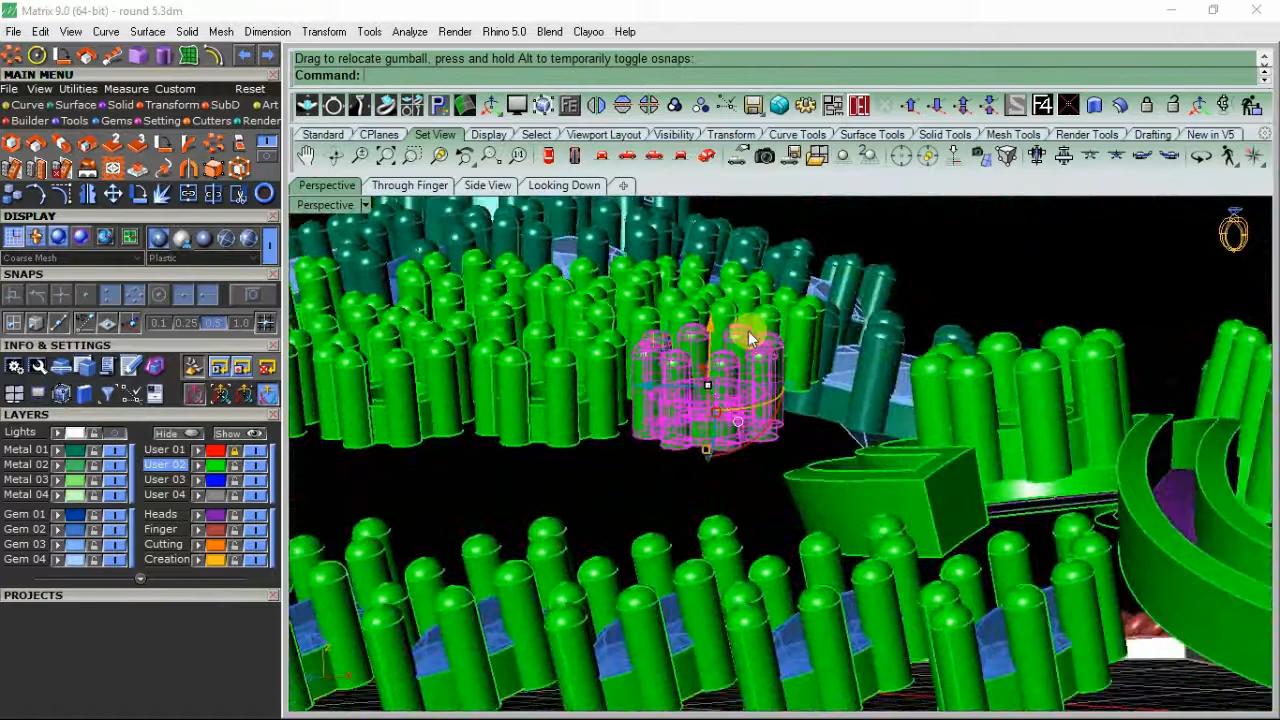 Matrix 9.0 (64-bit) - round 5.3dm
File Edit View Curve Surface Solid Mesh Dimension Transform Tools Analyze Render Rhino 5.0 Blend Clayoo Help
Drag to relocate gumball, press and hold Alt to temporarily toggle osnaps:
Command:
MAIN MENU
File View Utilities Measure Custom Reset
Curve Surface Solid Transform SubD Art
Builder Tools Gems Setting Cutters Render
F4
Standard CPlanes Set View Display Select Viewport Layout Visibility Transform Curve Tools Surface Tools Solid Tools Mesh Tools Render Tools Drafting New in V5
Perspective Through Finger Side View Looking Down
Perspective
DISPLAY
Coarse Mesh Plastic
SNAPS
0.1 0.25 0.5 1.0
INFO & SETTINGS
LAYERS
Lights Hide Show
Metal 01 User 01
Metal 02 User 02
Metal 03 User 03
Metal 04 User 04
Gem 01 Heads
Gem 02 Finger
Gem 03 Cutting
Gem 04 Creation
PROJECTS
z
x